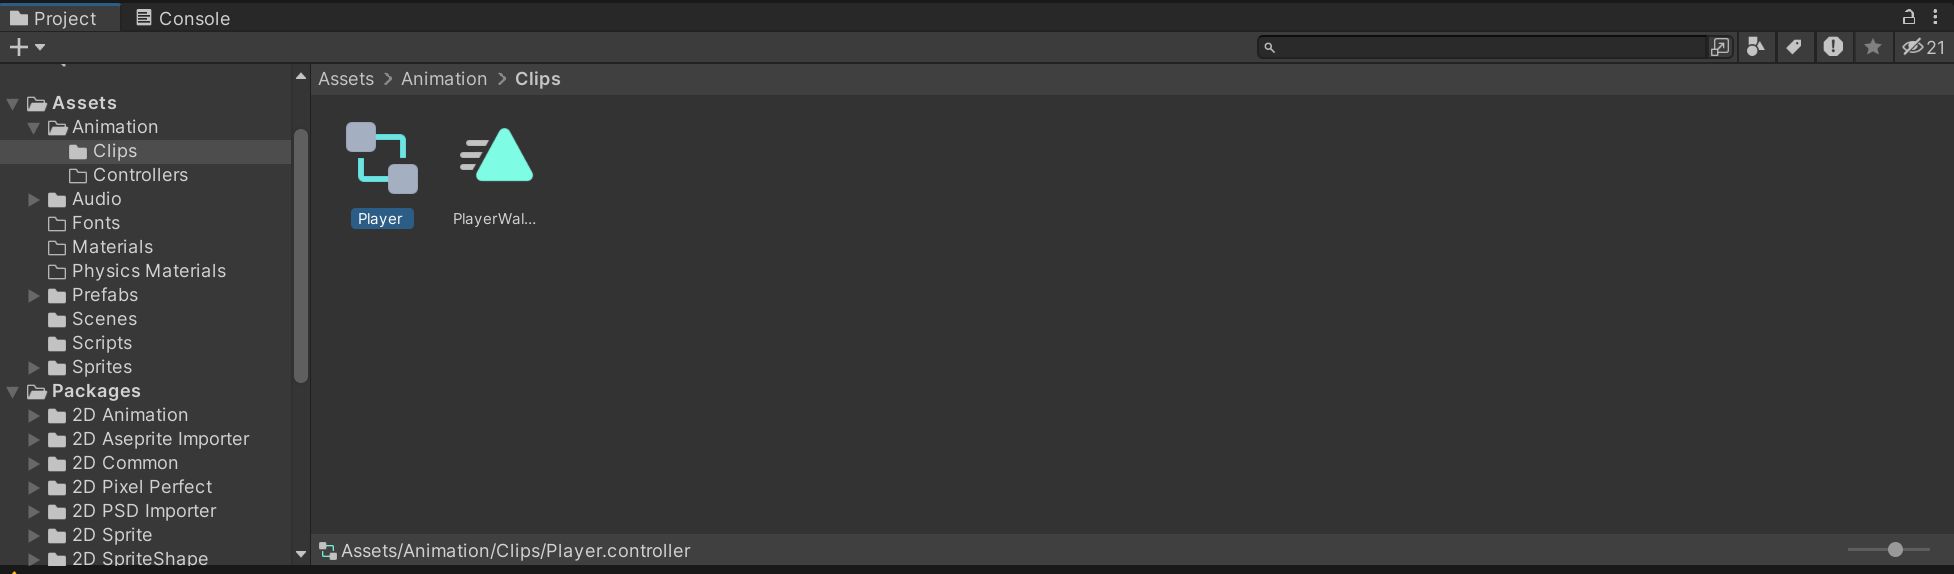 Project
Console
21
Assets > Animation > Clips
Assets
Animation
Clips
Controllers
Audio
Fonts
Materials
Physics Materials
Prefabs
Scenes
Scripts
Sprites
Packages
2D Animation
2D Aseprite Importer
2D Common
2D Pixel Perfect
2D PSD Importer
2D Sprite
2D SpriteShape
Player
PlayerWal...
Assets/Animation/Clips/Player.controller